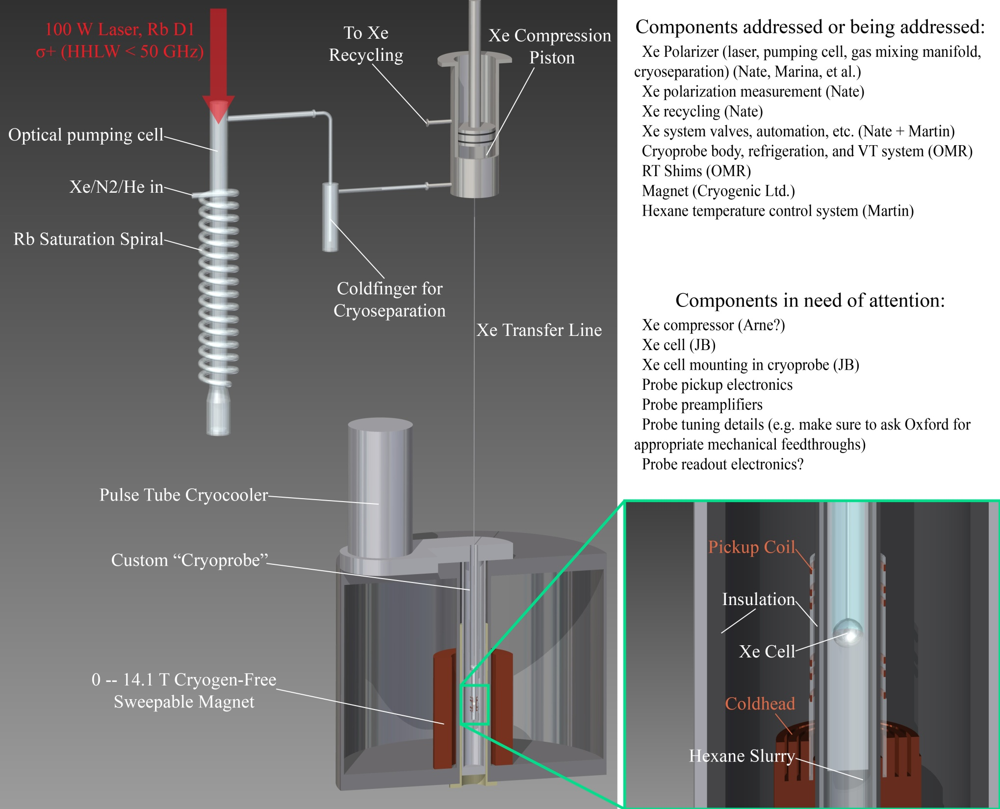 100 W Laser, Rb D1
σ+ (HHLW < 50 GHz)
To Xe
Recycling
Xe Compression
Piston
Optical pumping cell
Xe/N2/He in
Rb Saturation Spiral
Coldfinger for
Cryoseparation
Xe Transfer Line
Pulse Tube Cryocooler
Custom “Cryoprobe”
0 -- 14.1 T Cryogen-Free
Sweepable Magnet
Components addressed or being addressed:
Xe Polarizer (laser, pumping cell, gas mixing manifold,
cryoseparation) (Nate, Marina, et al.)
Xe polarization measurement (Nate)
Xe recycling (Nate)
Xe system valves, automation, etc. (Nate + Martin)
Cryoprobe body, refrigeration, and VT system (OMR)
RT Shims (OMR)
Magnet (Cryogenic Ltd.)
Hexane temperature control system (Martin)
Components in need of attention:
Xe compressor (Arne?)
Xe cell (JB)
Xe cell mounting in cryoprobe (JB)
Probe pickup electronics
Probe preamplifiers
Probe tuning details (e.g. make sure to ask Oxford for
appropriate mechanical feedthroughs)
Probe readout electronics?
Pickup Coil
Insulation
Xe Cell
Coldhead
Hexane Slurry